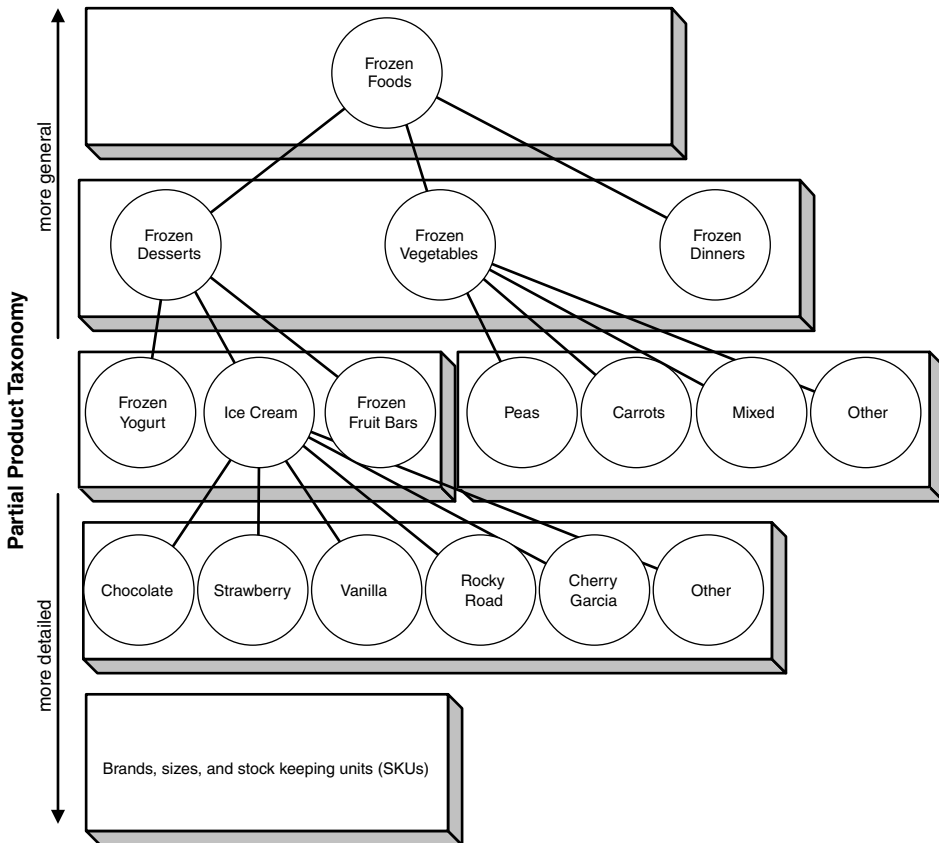 Partial Product Taxonomy
more general
more detailed
Frozen
Foods
Frozen
Desserts
Frozen
Vegetables
Frozen
Dinners
Frozen
Yogurt
Ice Cream
Frozen
Fruit Bars
Peas
Carrots
Mixed
Other
Chocolate
Strawberry
Vanilla
Rocky
Road
Cherry
Garcia
Other
Brands, sizes, and stock keeping units (SKUs)